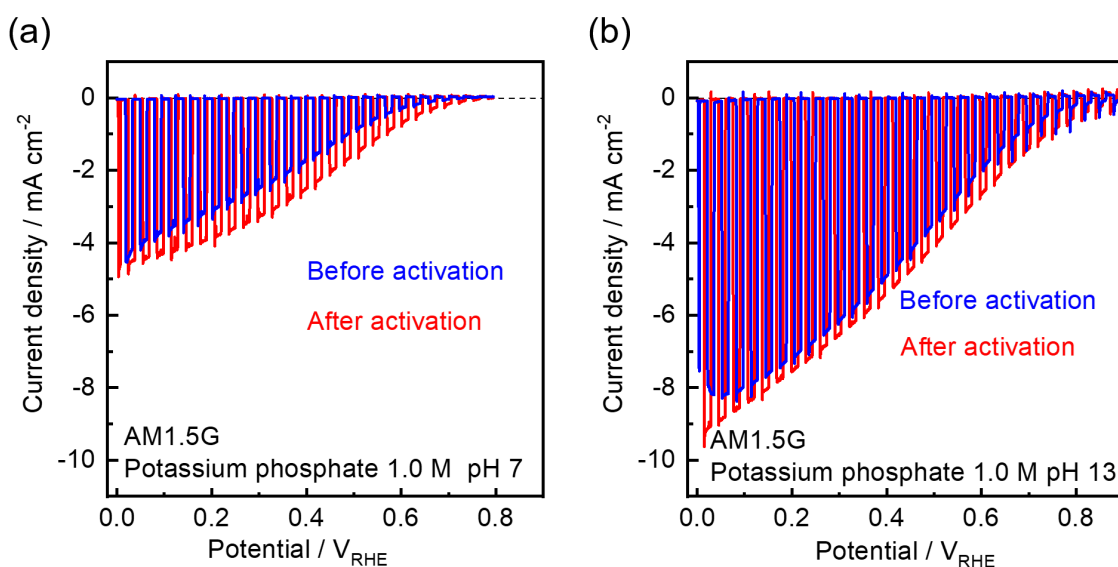 (a)
(b)
0
-2
-4
-6
-8
-10
Current density / mA cm⁻²
Before activation
After activation
AM1.5G
Potassium phosphate 1.0 M  pH 7
0.0 0.2 0.4 0.6 0.8
Potential / V_RHE
0
-2
-4
-6
-8
-10
Current density / mA cm⁻²
Before activation
After activation
AM1.5G
Potassium phosphate 1.0 M pH 13
0.0 0.2 0.4 0.6 0.8
Potential / V_RHE